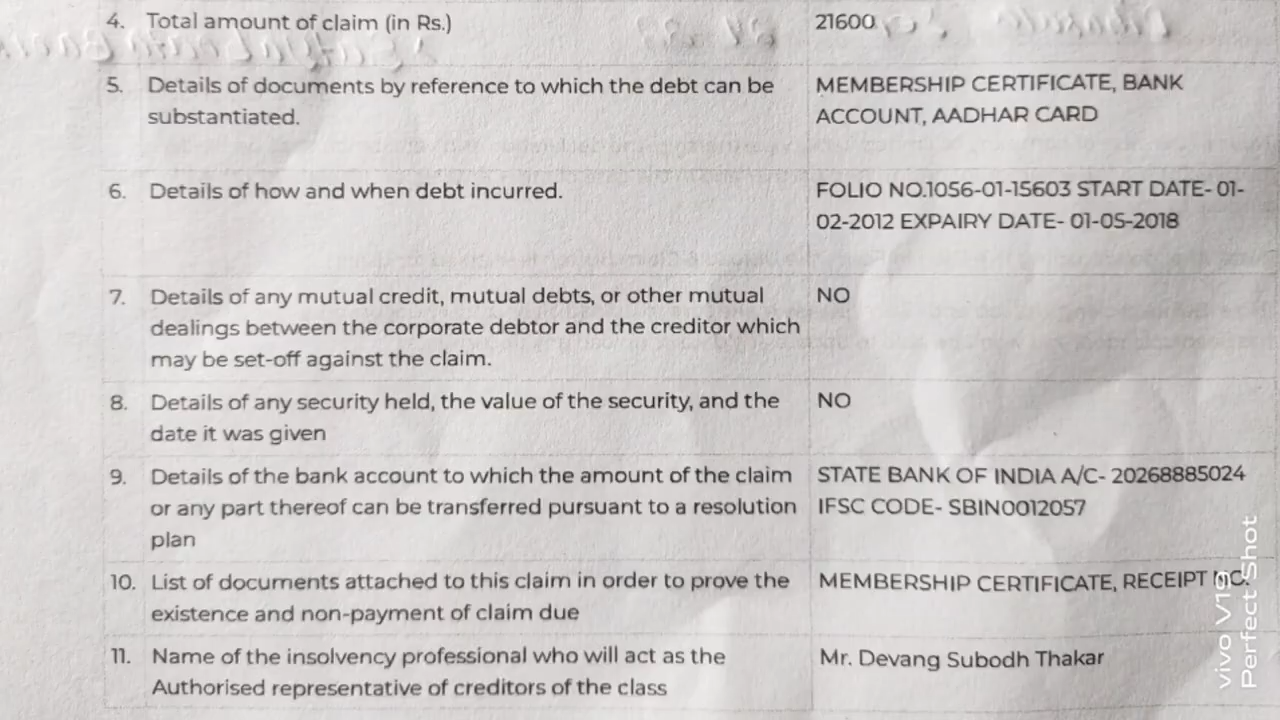 4. Total amount of claim (in Rs.) 21600
5. Details of documents by reference to which the debt can be MEMBERSHIP CERTIFICATE, BANK
substantiated. ACCOUNT, AADHAR CARD
6. Details of how and when debt incurred. FOLIO NO.1056-01-15603 START DATE- 01-
02-2012 EXPAIRY DATE- 01-05-2018
7. Details of any mutual credit, mutual debts, or other mutual NO
dealings between the corporate debtor and the creditor which
may be set-off against the claim.
8. Details of any security held, the value of the security, and the NO
date it was given
9. Details of the bank account to which the amount of the claim STATE BANK OF INDIA A/C- 20268885024
or any part thereof can be transferred pursuant to a resolution IFSC CODE- SBIN0012057
plan
10. List of documents attached to this claim in order to prove the MEMBERSHIP CERTIFICATE, RECEIPT NO.
existence and non-payment of claim due
11. Name of the insolvency professional who will act as the Mr. Devang Subodh Thakar
Authorised representative of creditors of the class
vivo V19
Perfect Shot